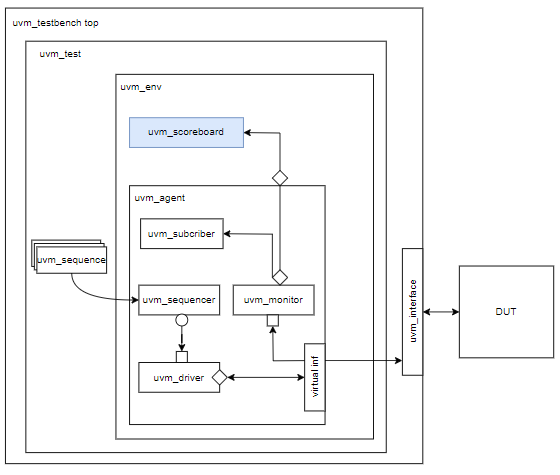 uvm_testbench top
uvm_test
uvm_env
uvm_scoreboard
uvm_agent
uvm_subcriber
uvm_sequence
uvm_sequencer
uvm_monitor
uvm_interface
DUT
uvm_driver
virtual inf